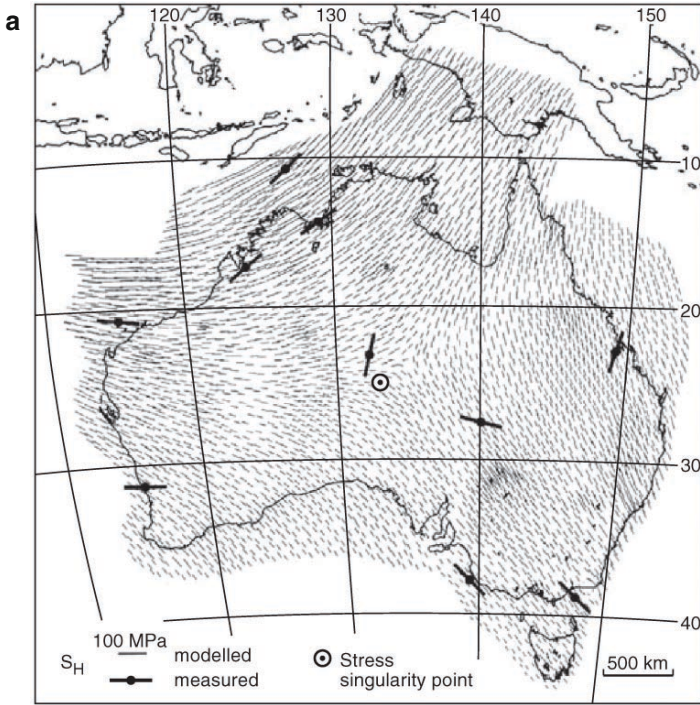 a
120 130 140 150
10
20
30
40
100 MPa
S_H modelled
measured
Stress
singularity point
500 km